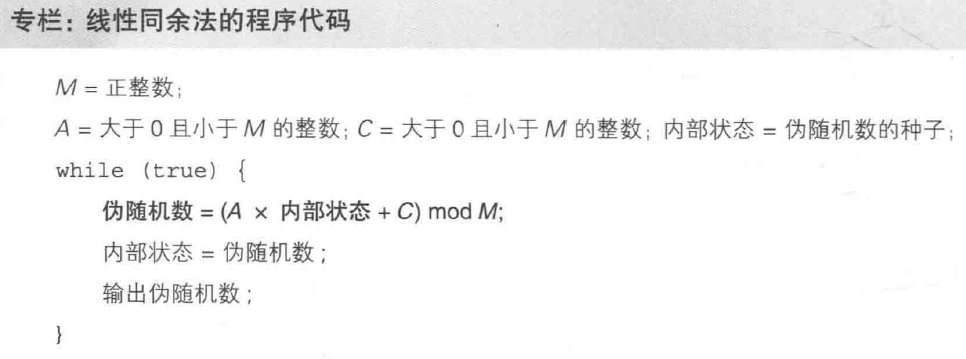 专栏：线性同余法的程序代码
M = 正整数;
A = 大于 0 且小于 M 的整数; C = 大于 0 且小于 M 的整数; 内部状态 = 伪随机数的种子;
while (true) {
伪随机数 = (A × 内部状态 + C) mod M;
内部状态 = 伪随机数;
输出伪随机数;
}